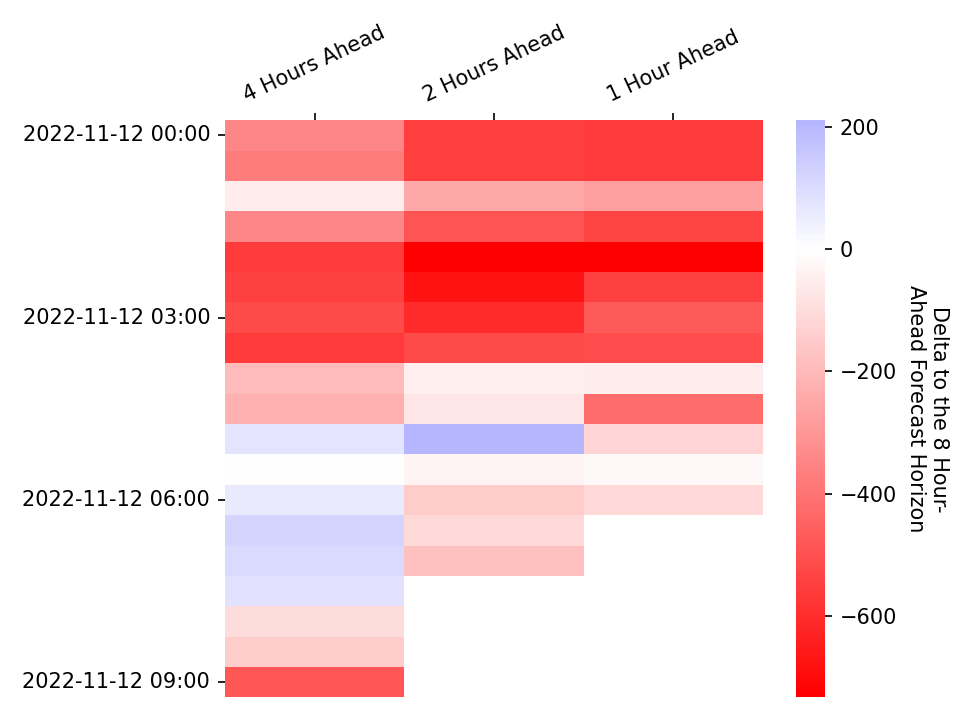 4 Hours Ahead
2 Hours Ahead
1 Hour Ahead
2022-11-12 00:00
2022-11-12 03:00
2022-11-12 06:00
2022-11-12 09:00
200
0
−200
−400
−600
Delta to the 8 Hour-
Ahead Forecast Horizon